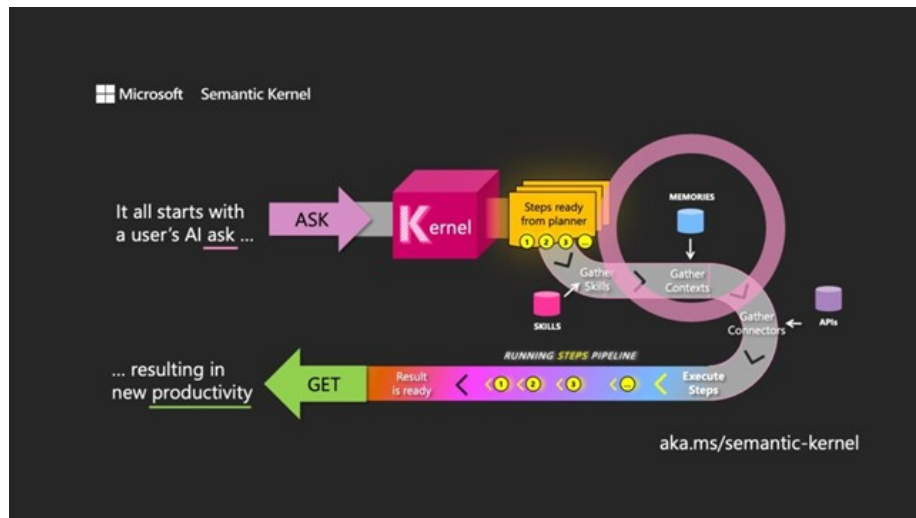 Microsoft Semantic Kernel
It all starts with
a user's AI ask ...
ASK
Kernel
Steps ready
from planner
1 2 3 ...
MEMORIES
Gather
Skills
Gather
Contexts
SKILLS
Gather
Connectors
APIs
RUNNING STEPS PIPELINE
... resulting in
new productivity
GET
Result
is ready
1 2 3 ...
Execute
Steps
aka.ms/semantic-kernel